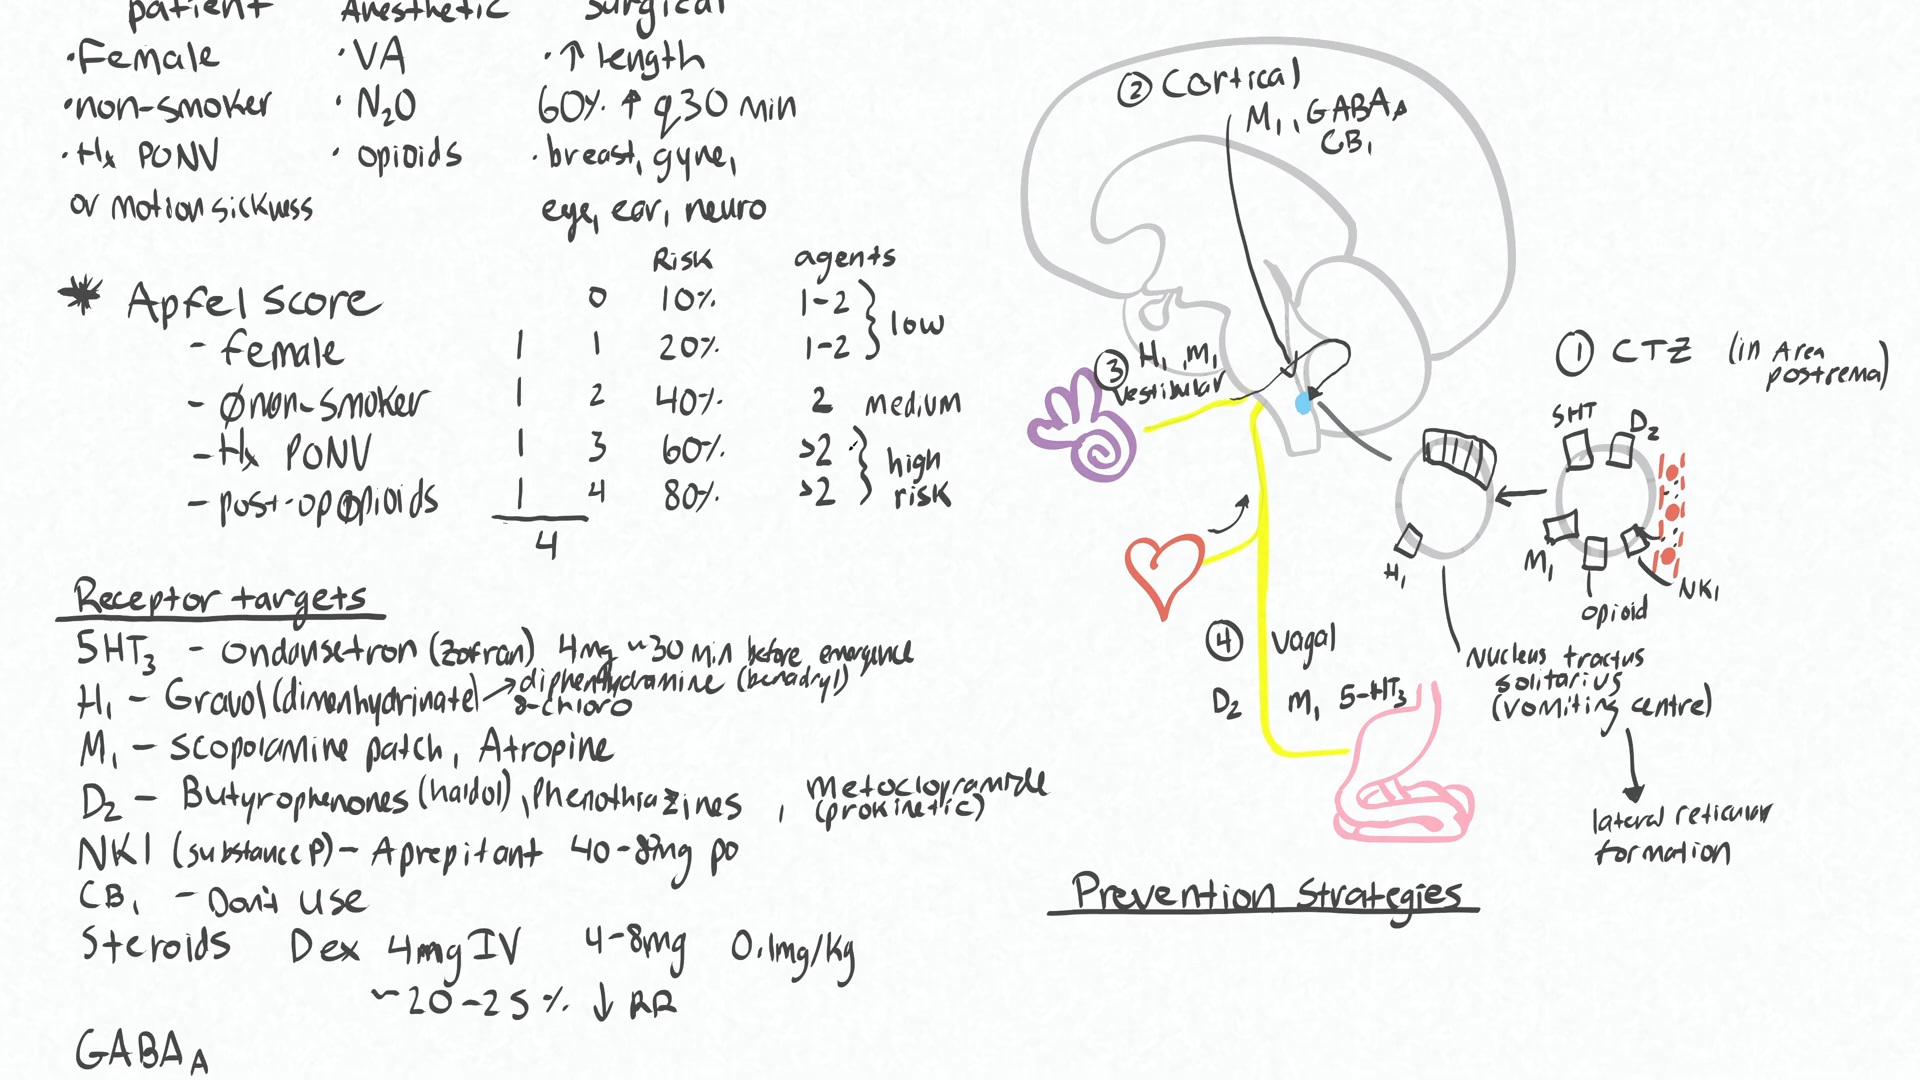 patient Anesthetic surgical
·Female ·VA ·↑ length
·non-smoker ·N₂O 60% ↑ q30 min
·Hx PONV ·opioids ·breast, gyne,
or motion sickness eye, ear, neuro
Risk agents
* Apfel Score 0 10% 1-2
low
- female 1 1 20% 1-2
- Ønon-smoker 1 2 40% 2 medium
- Hx PONV 1 3 60% >2
high
risk
- post-op opioids 1 4 80% >2
4
Receptor targets
5HT₃ - Ondansetron (zofran) 4mg ~30 min before emergence
H₁ - Gravol (dimenhydrinate) → diphenhydramine (benadryl)
8-chloro
M₁ - scopolamine patch, Atropine
D₂ - Butyrophenones (haldol), Phenothiazines, metoclopramide
(prokinetic)
NK1 (substance P) - Aprepitant 40-80mg po
CB₁ - Don't use
Steroids Dex 4mg IV 4-8mg 0.1mg/kg
~20-25% ↓ RR
GABA A
② Cortical
M₁, GABA A
CB₁
③ H₁, M₁
vestibular
① CTZ (in Area
postrema)
5HT D₂
H₁ M₁ opioid NK1
④ vagal
D₂ M₁ 5-HT₃
Nucleus tractus
solitarius
(vomiting centre)
lateral reticular
formation
Prevention Strategies